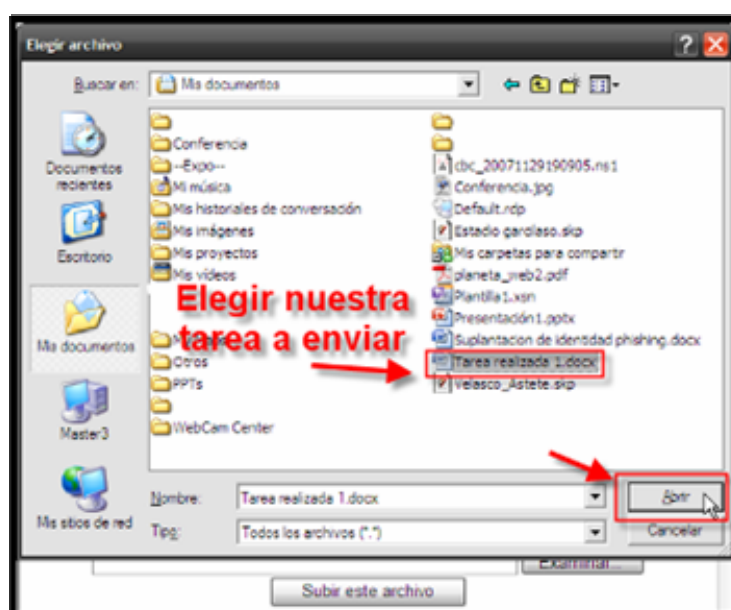 Elegir archivo
Buscar en:
Mis documentos
Documentos recientes
Escritorio
Mis documentos
Master3
Mis sitios de red
Conferencia
--Expo--
Mi música
Mis historiales de conversación
Mis imágenes
Mis proyectos
Mis vídeos
Otros
PPTs
WebCam Center
cbc_20071129190905.ns1
Conferencia.jpg
Default.rdp
Estadio garcilaso.skp
Mis carpetas para compartir
planeta_web2.pdf
Plantilla1.xsn
Presentación1.pptx
Suplantacion de identidad phishing.docx
Tarea realizada 1.docx
Velasco_Astete.skp
Elegir nuestra
tarea a enviar
Nombre:
Tarea realizada 1.docx
Abrir
Tipo:
Todos los archivos (*.*)
Cancelar
Examinar...
Subir este archivo